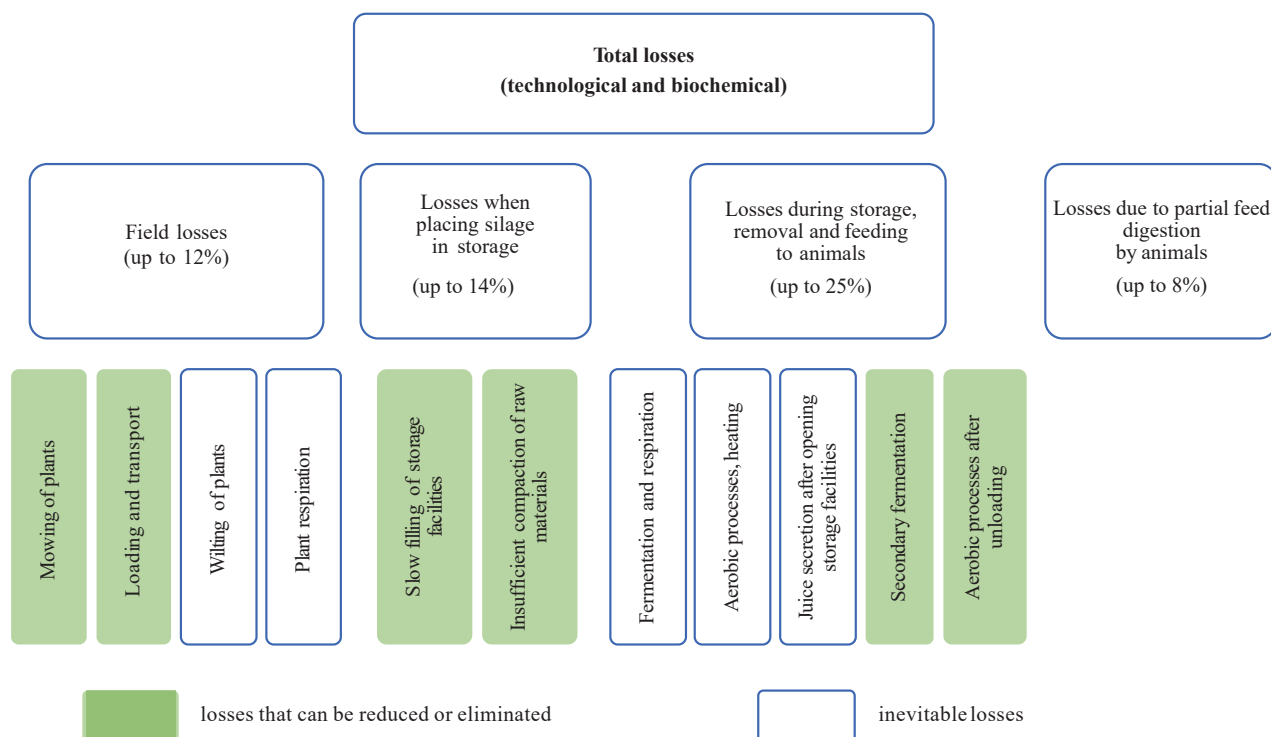 Total losses
(technological and biochemical)
Field losses
(up to 12%)
Losses when
placing silage
in storage
(up to 14%)
Losses during storage,
removal and feeding
to animals
(up to 25%)
Losses due to partial feed
digestion
by animals
(up to 8%)
Mowing of plants
Loading and transport
Wilting of plants
Plant respiration
Slow filling of storage
facilities
Insufficient compaction of raw
materials
Fermentation and respiration
Aerobic processes, heating
Juice secretion after opening
storage facilities
Secondary fermentation
Aerobic processes after
unloading
losses that can be reduced or eliminated
inevitable losses